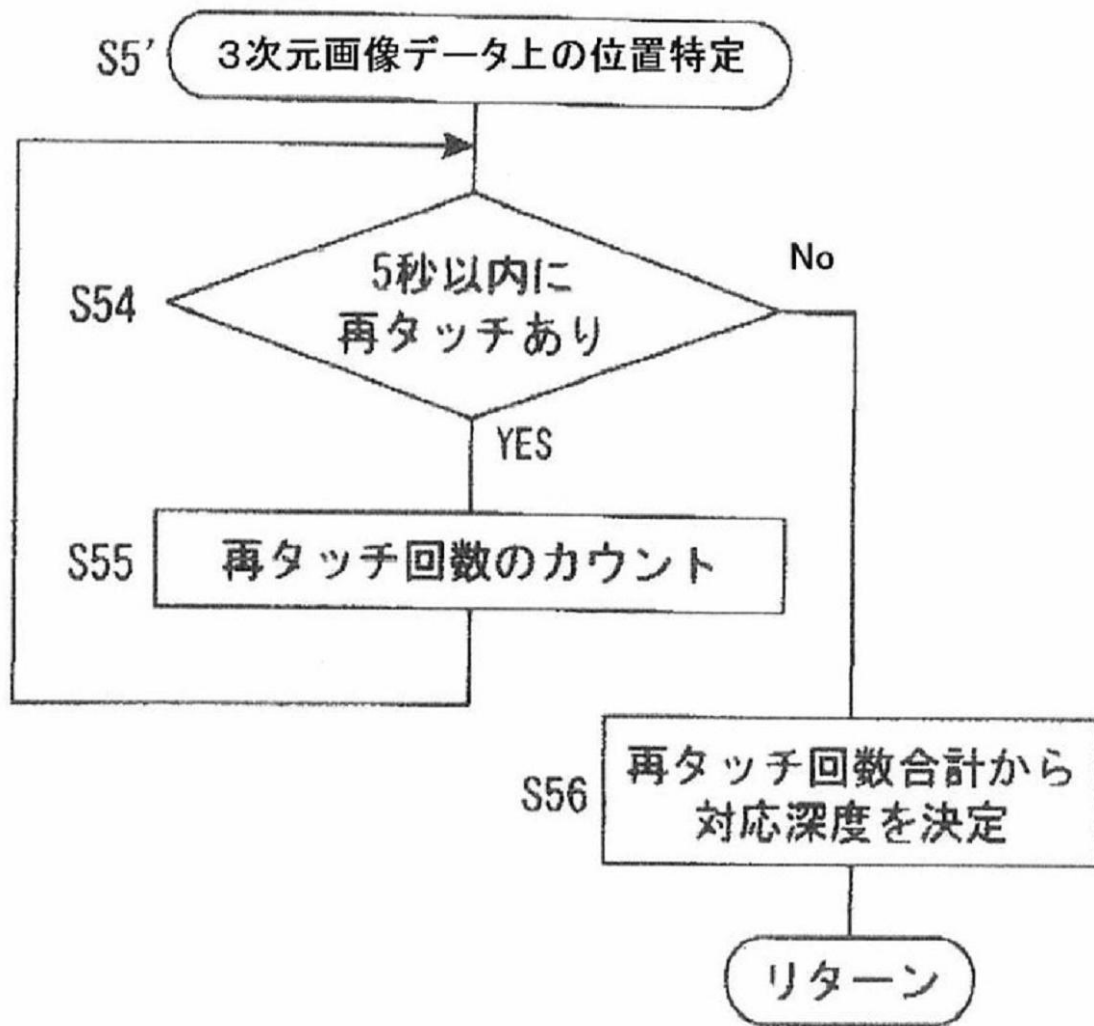 S5' 3次元画像データ上の位置特定
S54
5秒以内に
再タッチあり
No
YES
S55 再タッチ回数のカウント
S56
再タッチ回数合計から
対応深度を決定
リターン